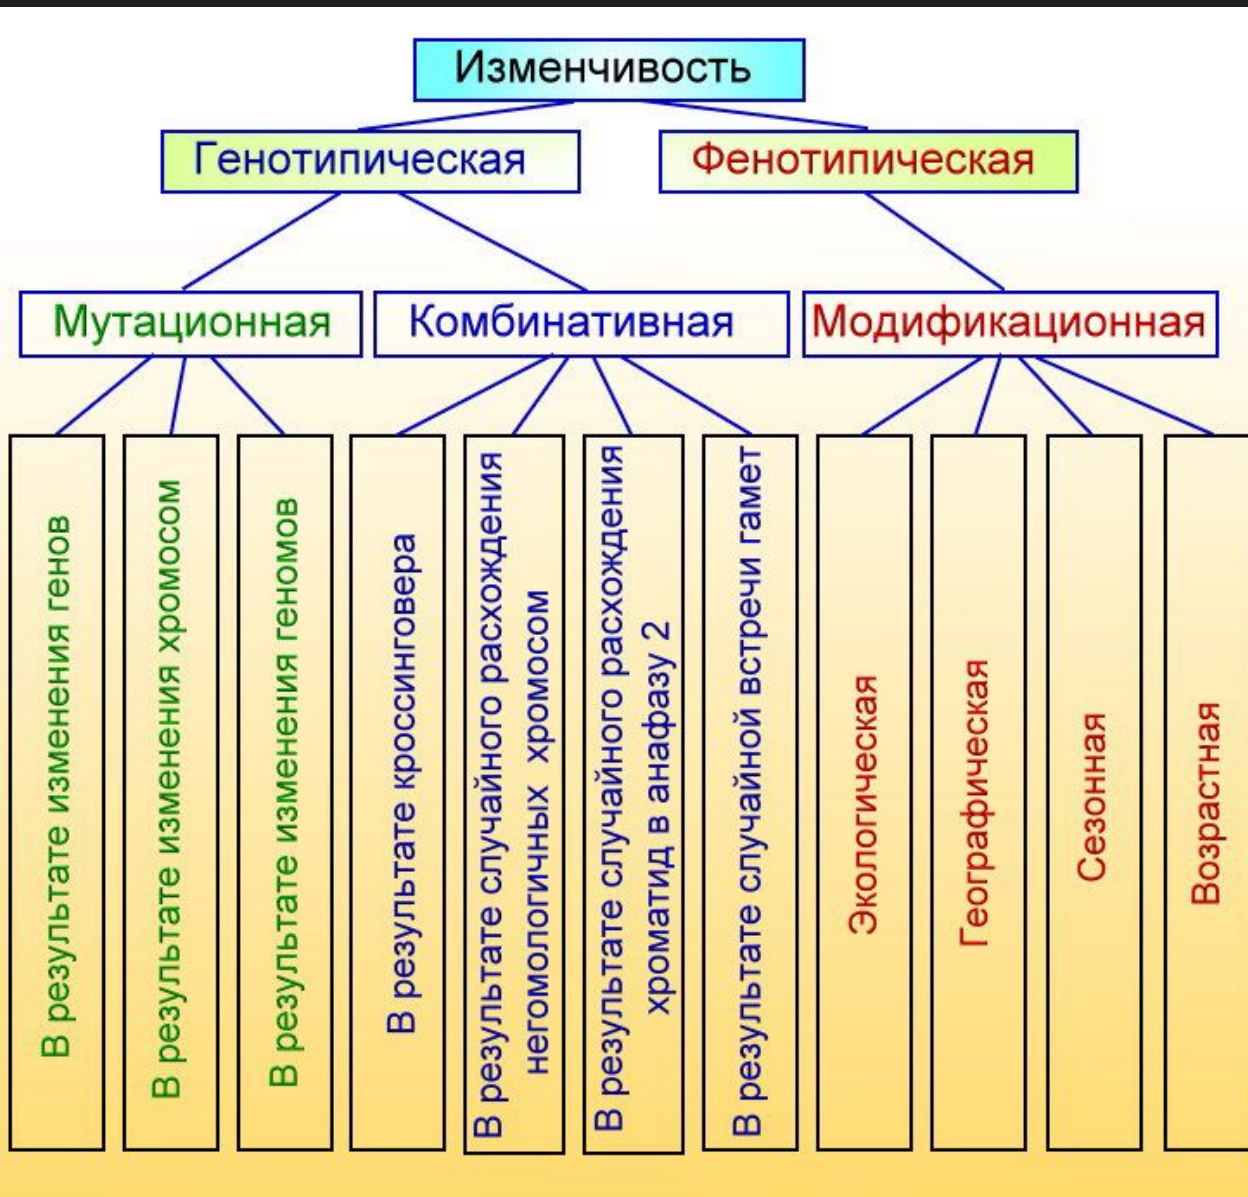 Изменчивость
Генотипическая
Фенотипическая
Мутационная
Комбинативная
Модификационная
В результате изменения генов
В результате изменения хромосом
В результате изменения геномов
В результате кроссинговера
В результате случайного расхождения
негомологичных хромосом
В результате случайного расхождения
хроматид в анафазу 2
В результате случайной встречи гамет
Экологическая
Географическая
Сезонная
Возрастная